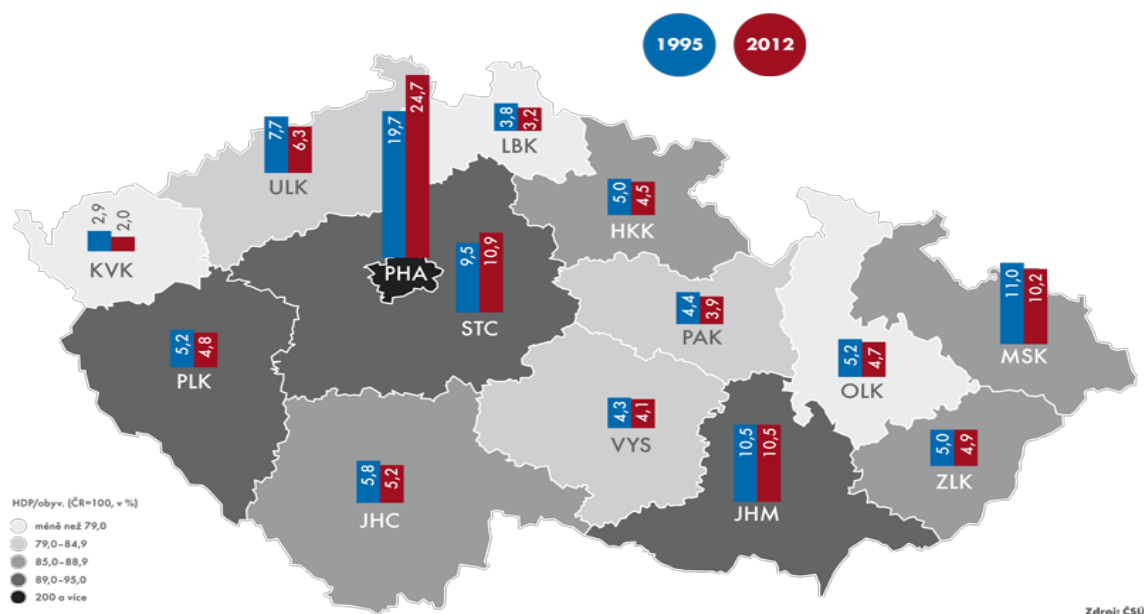 1995
2012
24,7
19,7
3,8
3,2
LBK
7,7
6,3
ULK
5,0
4,5
HKK
2,9
2,0
KVK
PHA
9,5
10,9
STC
4,4
3,9
PAK
11,0
10,2
MSK
5,2
4,8
PLK
5,2
4,7
OLK
4,3
4,1
VYS
10,5
10,5
JHM
5,0
4,9
ZLK
5,8
5,2
JHC
HDP/obyv. (ČR=100, v %)
méně než 79,0
79,0–84,9
85,0–88,9
89,0–95,0
200 a více
Zdroj: ČSÚ